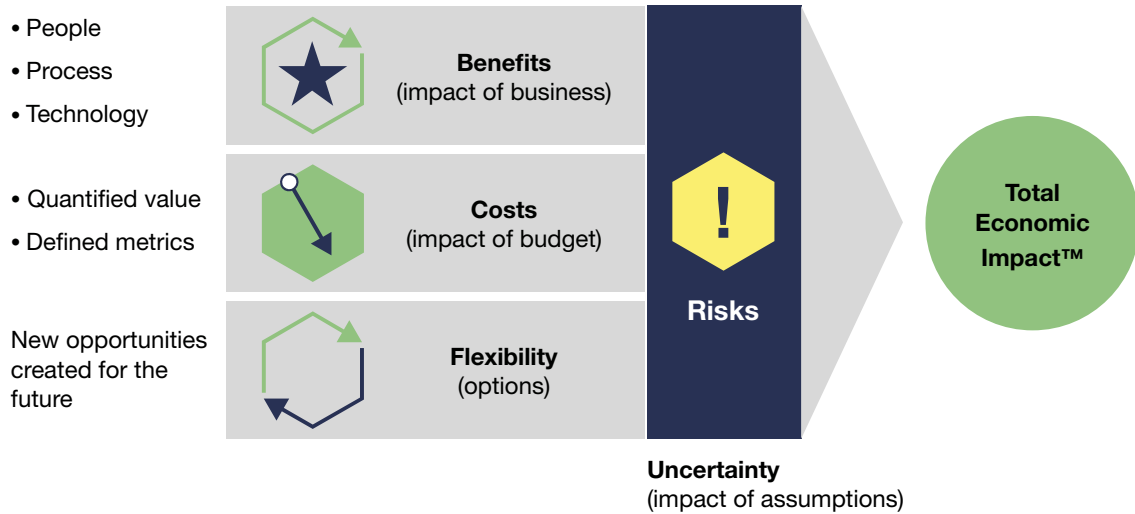 • People
• Process
• Technology
Benefits
(impact of business)
• Quantified value
• Defined metrics
Costs
(impact of budget)
New opportunities
created for the
future
Flexibility
(options)
!
Risks
Uncertainty
(impact of assumptions)
Total
Economic
Impact™